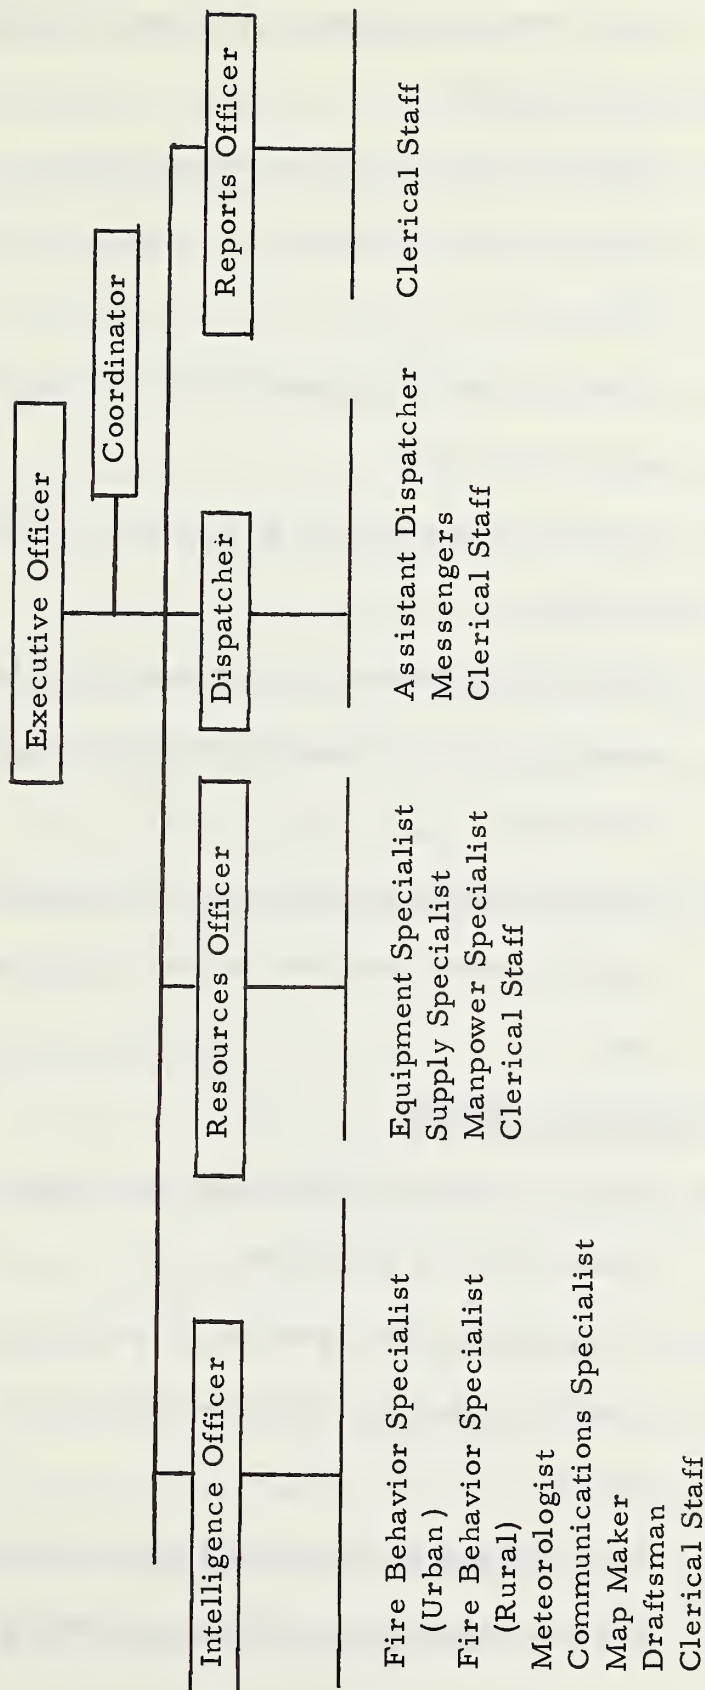 Executive Officer
Coordinator
Intelligence Officer
Resources Officer
Dispatcher
Reports Officer
Fire Behavior Specialist
(Urban)
Fire Behavior Specialist
(Rural)
Meteorologist
Communications Specialist
Map Maker
Draftsman
Clerical Staff
Equipment Specialist
Supply Specialist
Manpower Specialist
Clerical Staff
Assistant Dispatcher
Messengers
Clerical Staff
Clerical Staff